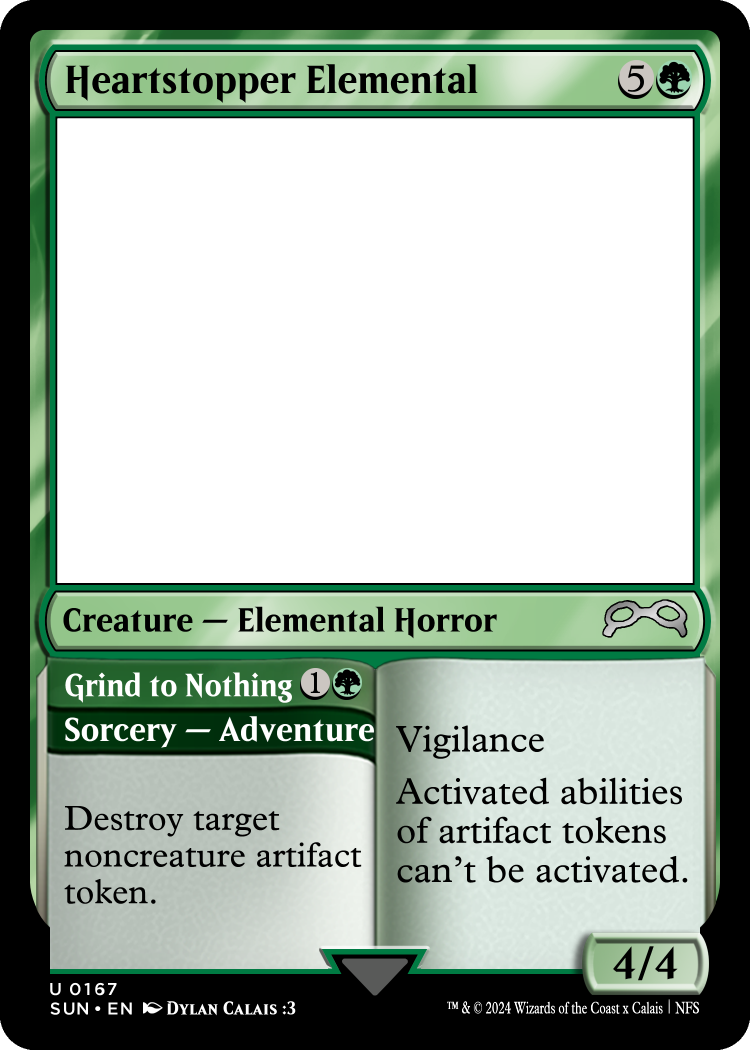 Heartstopper Elemental 5
Creature — Elemental Horror
Grind to Nothing 1
Sorcery — Adventure
Destroy target
noncreature artifact
token.
Vigilance
Activated abilities
of artifact tokens
can’t be activated.
4/4
U 0167
SUN • EN DYLAN CALAIS :3
™ & © 2024 Wizards of the Coast x Calais | NFS